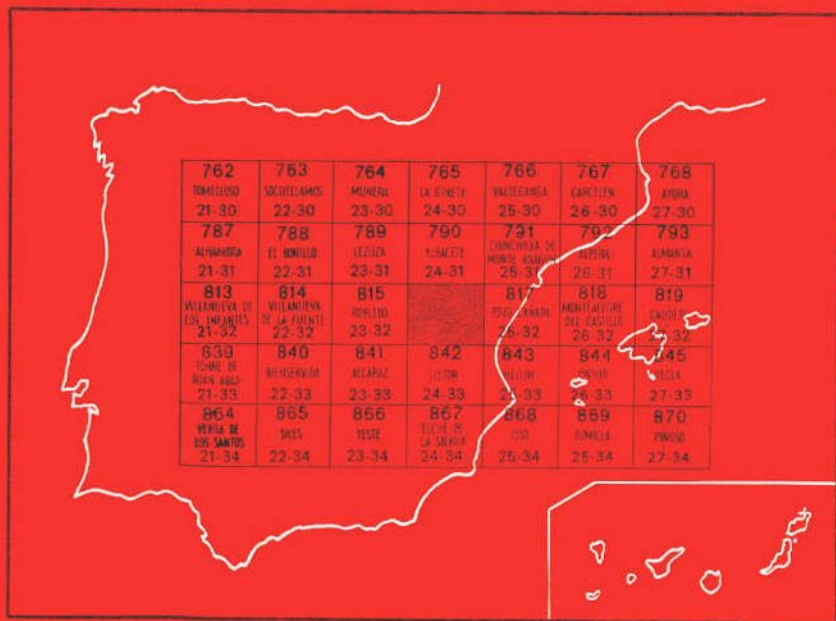 762
TOMELLOSO
21-30
763
SOCUELLAMOS
22-30
764
MUNERA
23-30
765
LA GINETA
24-30
766
VALDEGANGA
25-30
767
CARCELEN
26-30
768
AYORA
27-30
787
ALHAMBRA
21-31
788
EL BONILLO
22-31
789
LEZUZA
23-31
790
ALBACETE
24-31
791
CHINCHILLA DE
MONTE ARAGON
25-31
792
ALPERA
26-31
793
ALMANSA
27-31
813
VILLANUEVA DE
LOS INFANTES
21-32
814
VILLANUEVA
DE LA FUENTE
22-32
815
ROBLEDO
23-32
817
POZO CAÑADA
25-32
818
MONTEALEGRE
DEL CASTILLO
26-32
819
CAUDETE
27-32
839
TORRE DE
JUAN ABAD
21-33
840
BIENSERVIDA
22-33
841
ALCARAZ
23-33
842
LIETOR
24-33
843
HELLIN
25-33
844
ONTUR
26-33
845
YECLA
27-33
864
VENTA DE
LOS SANTOS
21-34
865
SILES
22-34
866
YESTE
23-34
867
ELCHE DE
LA SIERRA
24-34
868
ISSO
25-34
869
JUMILLA
26-34
870
PINOSO
27-34